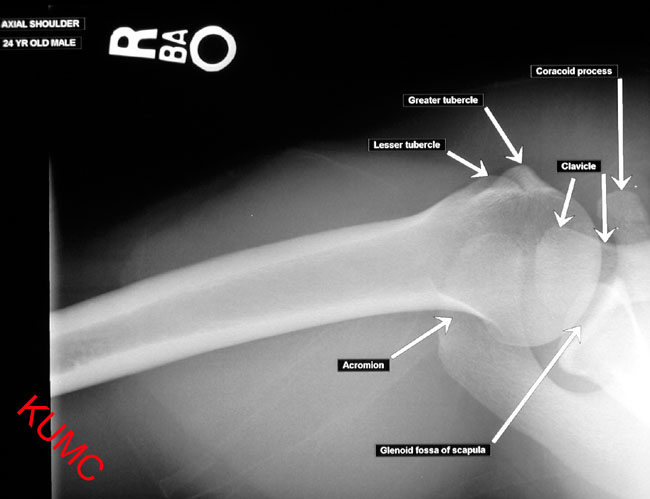 AXIAL SHOULDER
24 YR OLD MALE
R
BA
O
Coracoid process
Greater tubercle
Lesser tubercle
Clavicle
Acromion
Glenoid fossa of scapula
KUMC